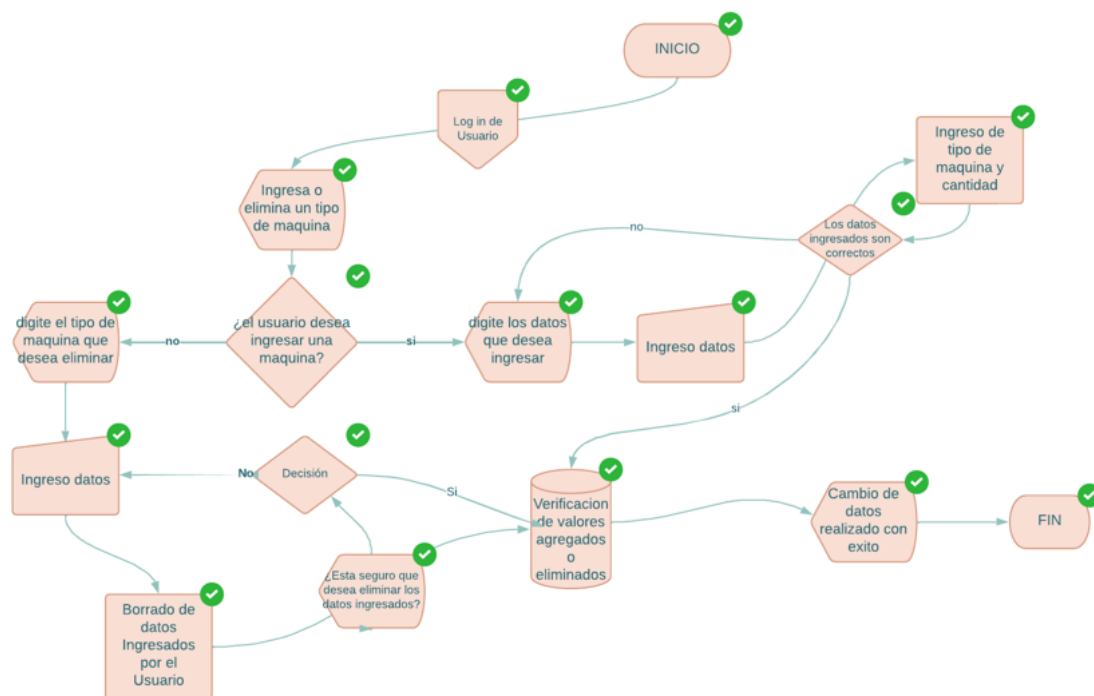 INICIO
Log in de
Usuario
Ingreso de
tipo de
maquina y
cantidad
Ingresa o
elimina un tipo
de maquina
Los datos
ingresados son
correctos
no
digite el tipo de
maquina que
desea eliminar
no
¿el usuario desea
ingresar una
maquina?
si
digite los datos
que desea
ingresar
Ingreso datos
si
Ingreso datos
No
Decisión
Si
Verificacion
de valores
agregados
o
eliminados
Cambio de
datos
realizado con
exito
FIN
¿Esta seguro que
desea eliminar los
datos ingresados?
Borrado de
datos
Ingresados
por el
Usuario